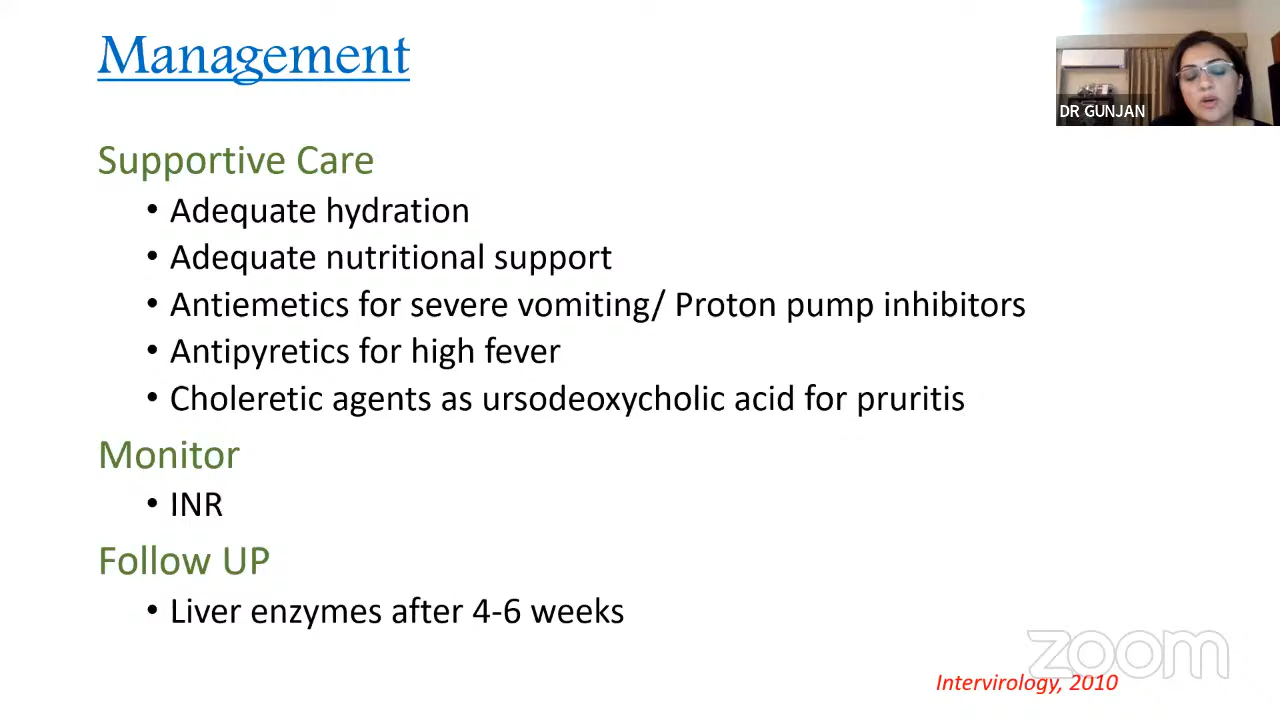 Management
DR GUNJAN
Supportive Care
• Adequate hydration
• Adequate nutritional support
• Antiemetics for severe vomiting/ Proton pump inhibitors
• Antipyretics for high fever
• Choleretic agents as ursodeoxycholic acid for pruritis
Monitor
• INR
Follow UP
• Liver enzymes after 4-6 weeks
zoom
Intervirology, 2010